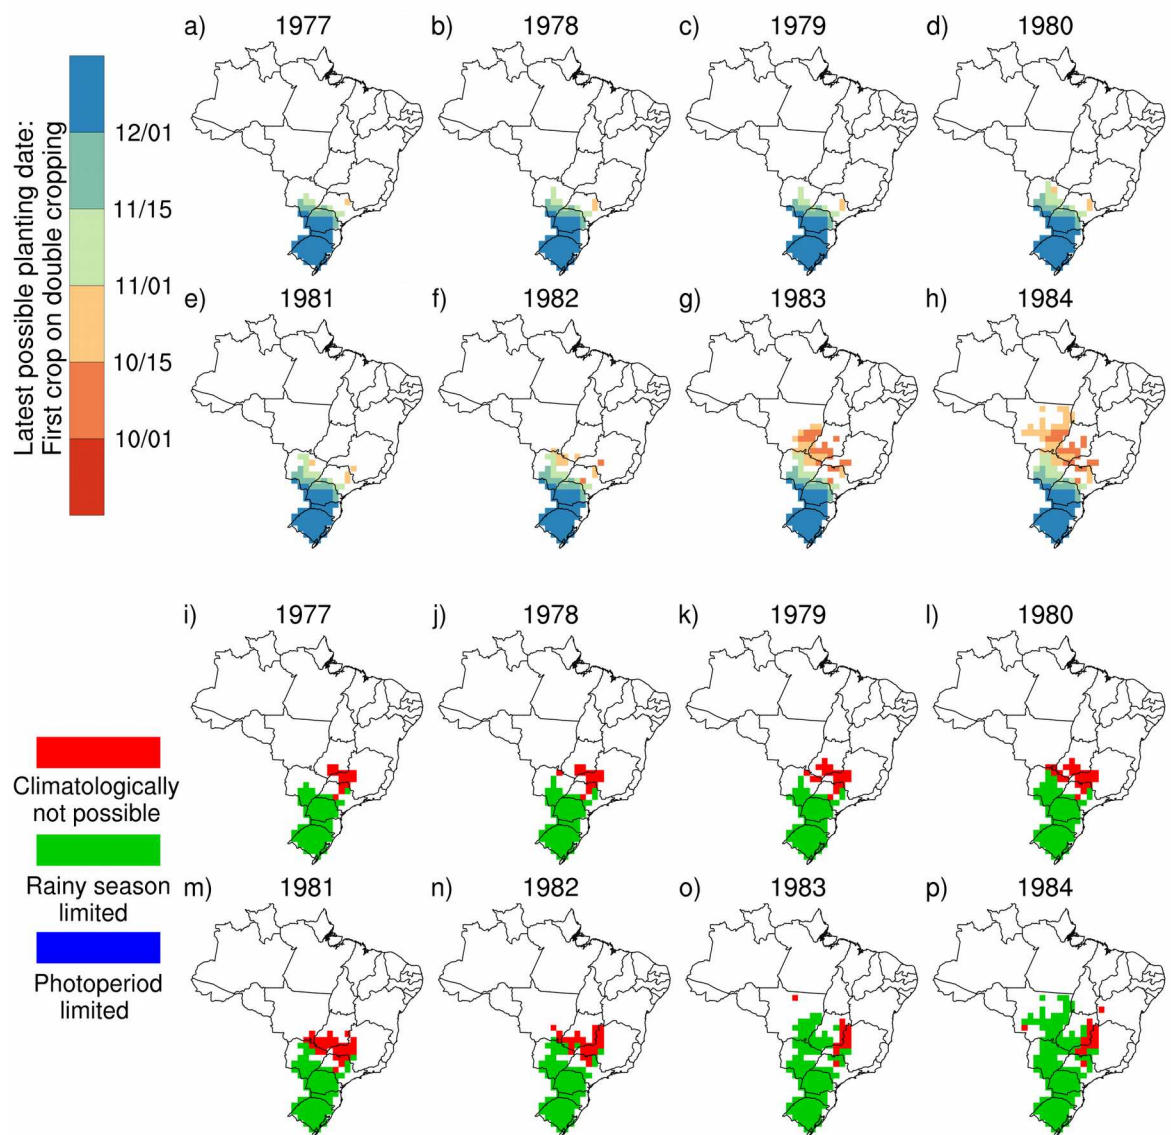 a) 1977 b) 1978 c) 1979 d) 1980
Latest possible planting date:
First crop on double cropping
12/01
11/15
11/01
10/15
10/01
e) 1981 f) 1982 g) 1983 h) 1984
i) 1977 j) 1978 k) 1979 l) 1980
Climatologically
not possible
Rainy season
limited
Photoperiod
limited
m) 1981 n) 1982 o) 1983 p) 1984